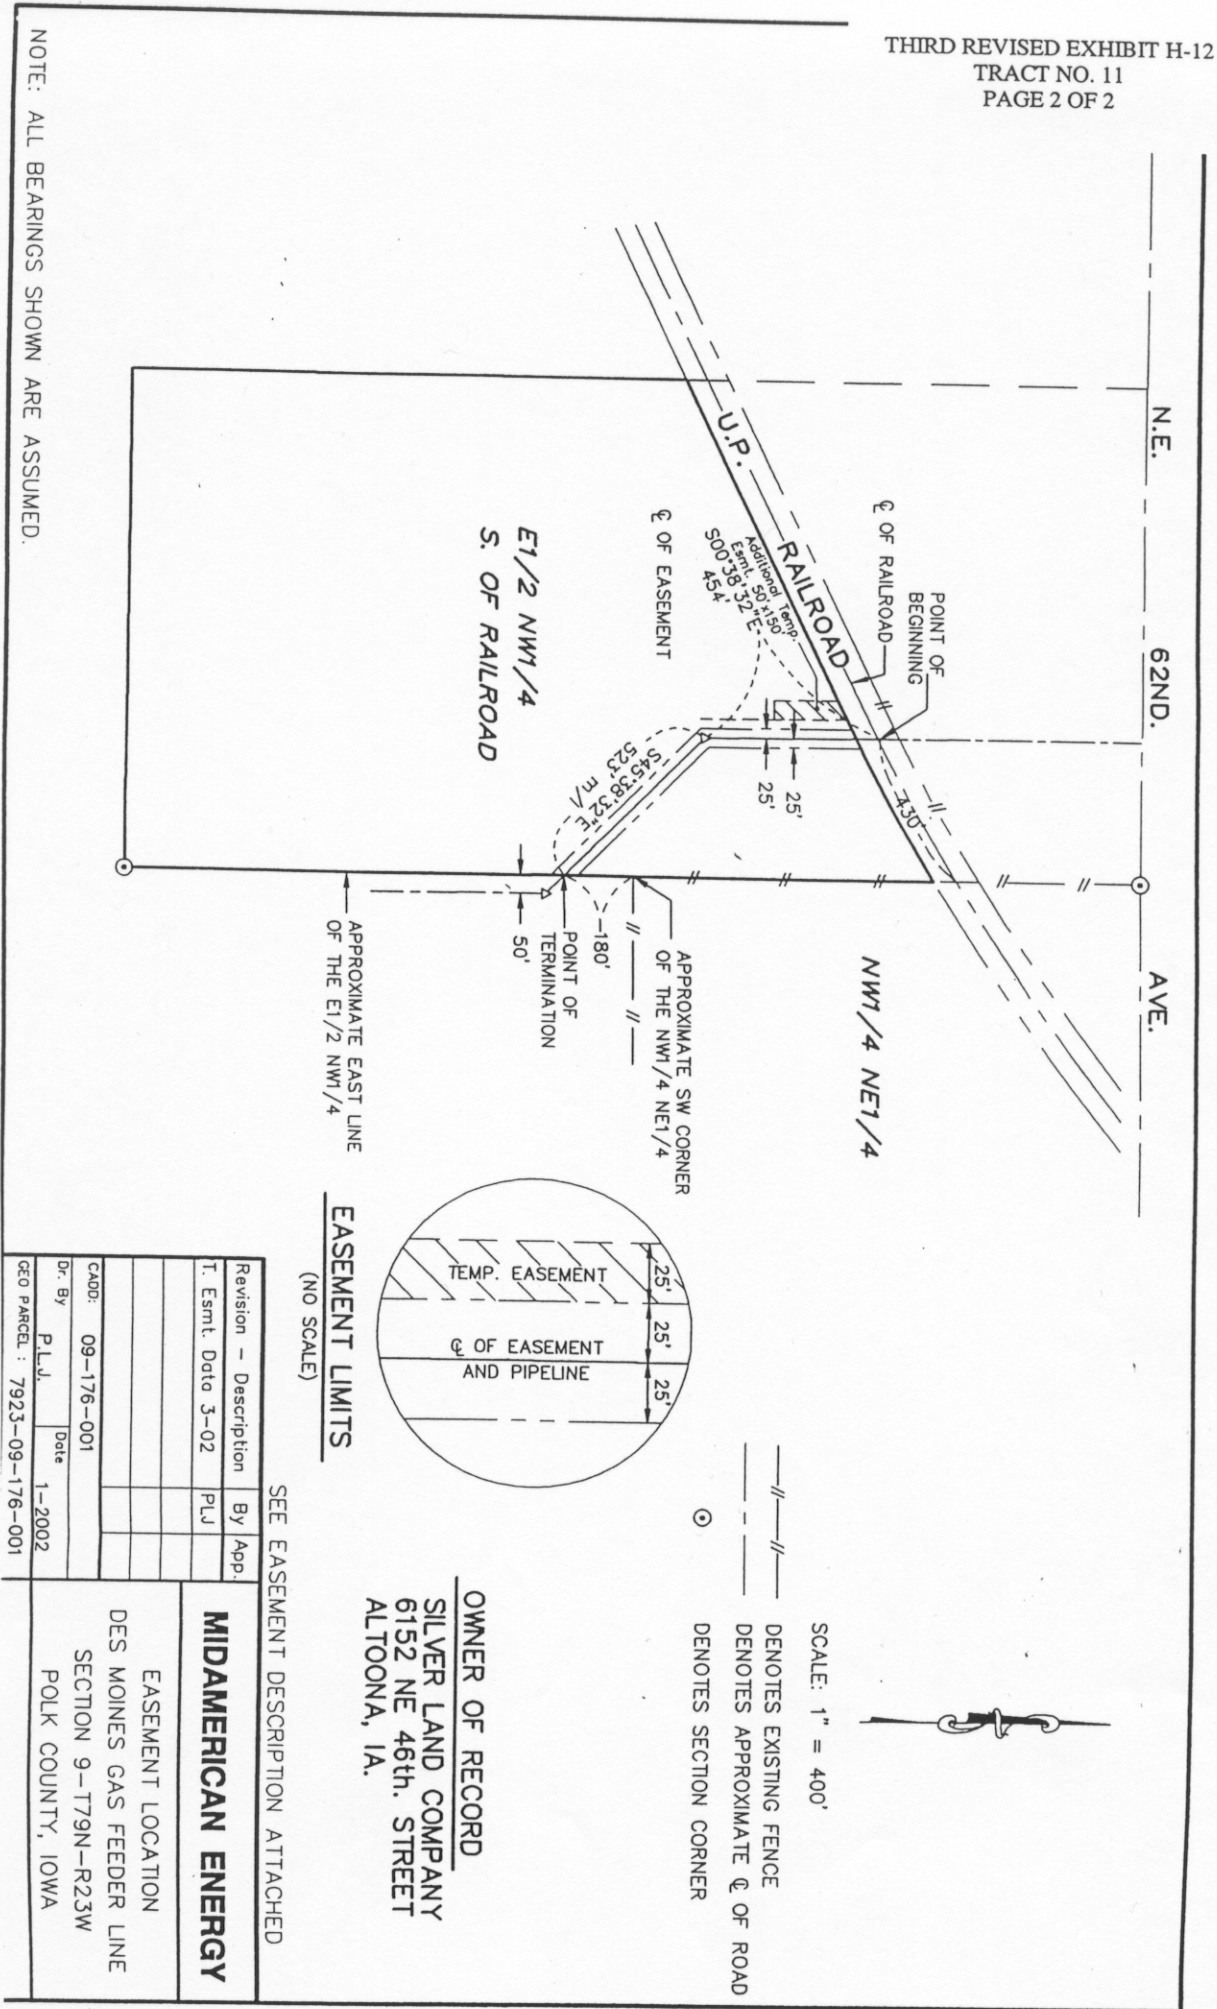 THIRD REVISED EXHIBIT H-12
TRACT NO. 11
PAGE 2 OF 2
N.E. 62ND. AVE.
℄ OF RAILROAD
POINT OF
BEGINNING
430'
U.P. RAILROAD
Additional Temp.
Esmt. 50'x150'
S00°38'32"E
454'
25'
25'
℄ OF EASEMENT
NW1/4 NE1/4
E1/2 NW1/4
S. OF RAILROAD
S45°38'32"E
523' m/l
APPROXIMATE SW CORNER
OF THE NW1/4 NE1/4
180'
POINT OF
TERMINATION
50'
APPROXIMATE EAST LINE
OF THE E1/2 NW1/4
NOTE: ALL BEARINGS SHOWN ARE ASSUMED.
SCALE: 1" = 400'
DENOTES EXISTING FENCE
DENOTES APPROXIMATE ℄ OF ROAD
DENOTES SECTION CORNER
25'
TEMP. EASEMENT
25'
℄ OF EASEMENT
AND PIPELINE
25'
EASEMENT LIMITS
(NO SCALE)
OWNER OF RECORD
SILVER LAND COMPANY
6152 NE 46th. STREET
ALTOONA, IA.
SEE EASEMENT DESCRIPTION ATTACHED
Revision - Description By App.
T. Esmt. Data 3-02 PLJ
CADD: 09-176-001
Dr. By P.L.J. Date 1-2002
GEO PARCEL : 7923-09-176-001
MIDAMERICAN ENERGY
EASEMENT LOCATION
DES MOINES GAS FEEDER LINE
SECTION 9-T79N-R23W
POLK COUNTY, IOWA